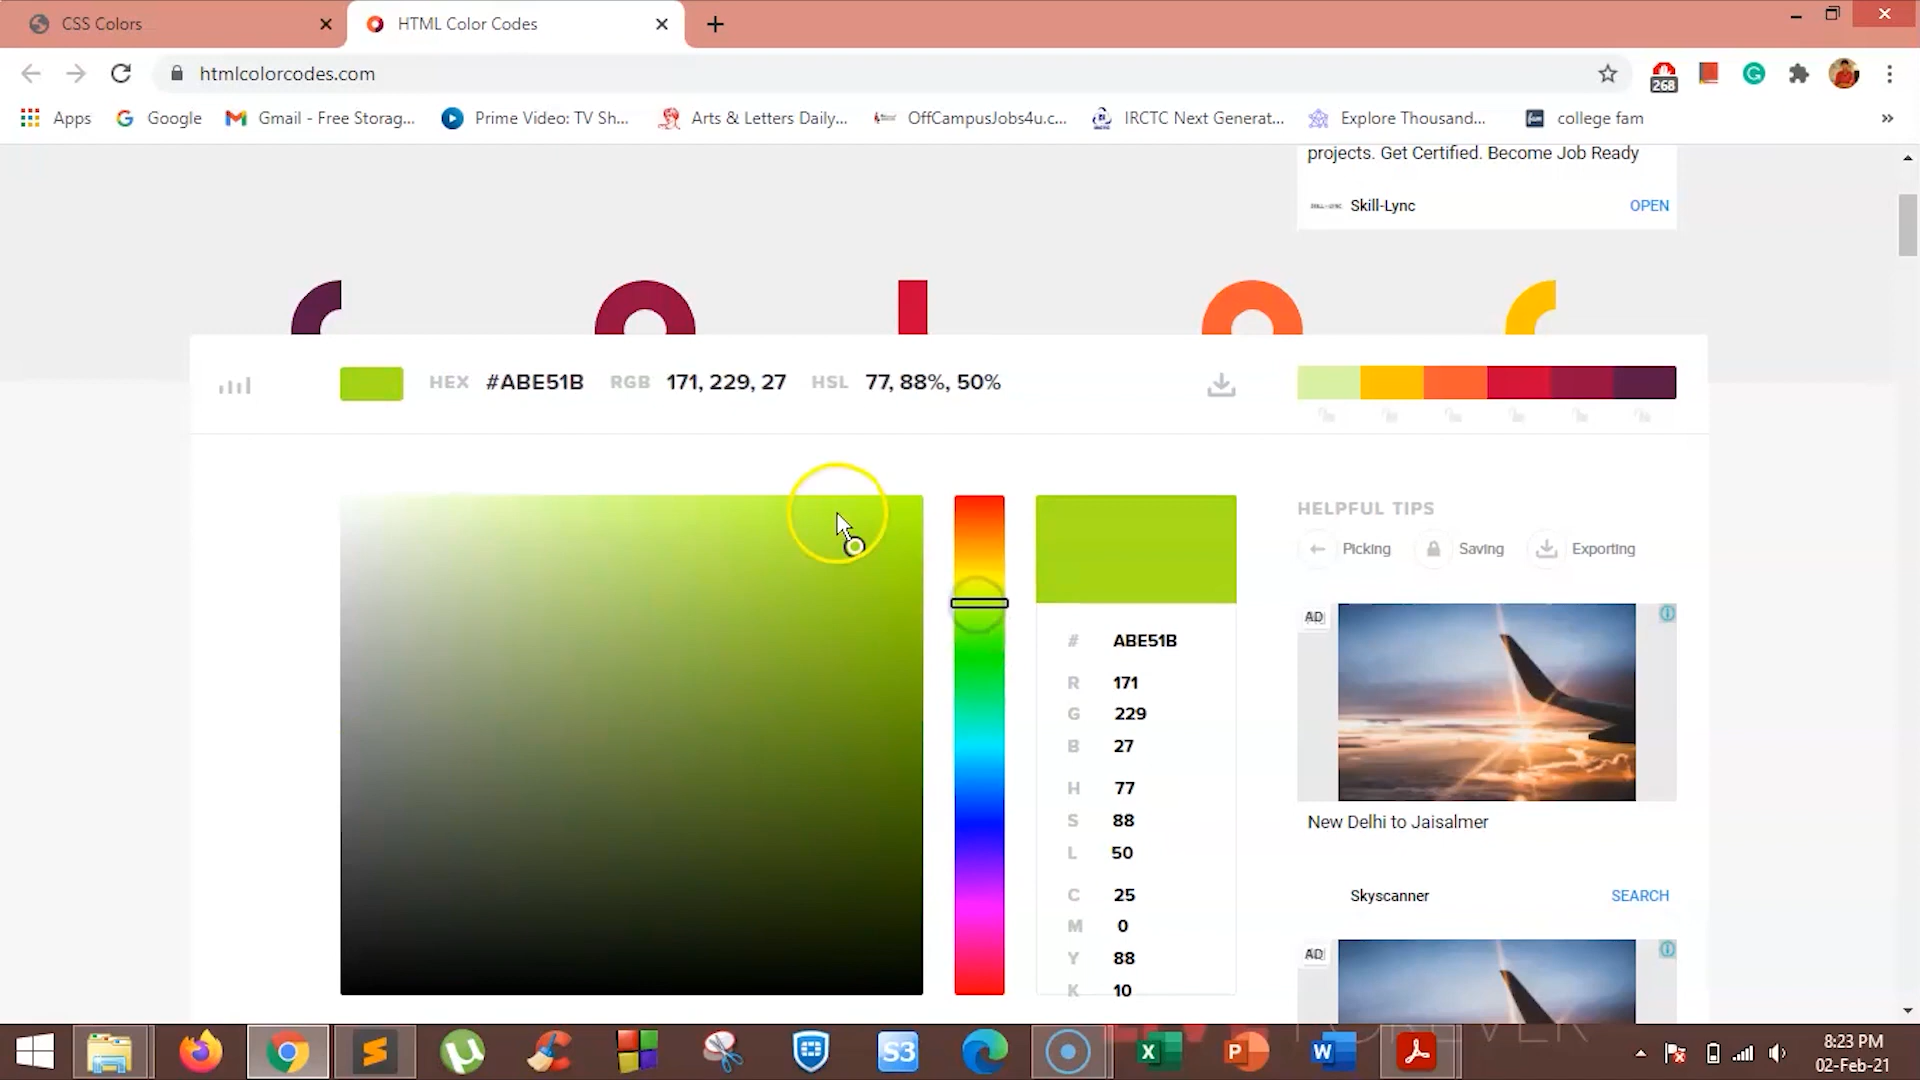 CSS Colors
HTML Color Codes
htmlcolorcodes.com
268
Apps
Google
Gmail - Free Storag...
Prime Video: TV Sh...
Arts & Letters Daily...
OffCampusJobs4u.c...
IRCTC Next Generat...
Explore Thousand...
college fam
»
projects. Get Certified. Become Job Ready
Skill-Lync
OPEN
HEX #ABE51B RGB 171, 229, 27 HSL 77, 88%, 50%
HELPFUL TIPS
Picking
Saving
Exporting
# ABE51B
R 171
G 229
B 27
H 77
S 88
L 50
C 25
M 0
Y 88
K 10
AD
New Delhi to Jaisalmer
Skyscanner
SEARCH
AD
FOREVER
8:23 PM
02-Feb-21